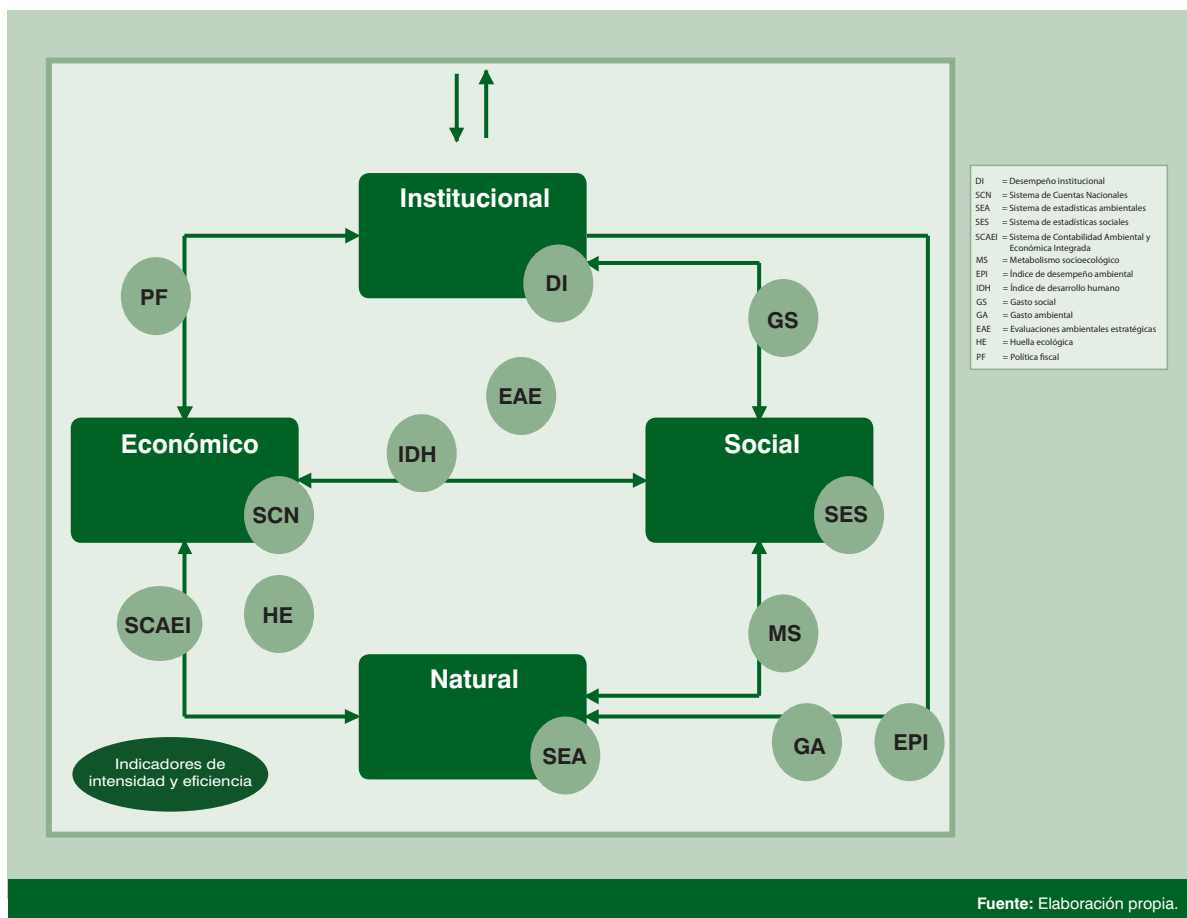 Institucional
DI
PF
GS
EAE
Económico
IDH
Social
SCN
SES
SCAEI
HE
MS
Natural
SEA
GA
EPI
Indicadores de
intensidad y eficiencia
DI = Desempeño institucional
SCN = Sistema de Cuentas Nacionales
SEA = Sistema de estadísticas ambientales
SES = Sistema de estadísticas sociales
SCAEI = Sistema de Contabilidad Ambiental y
Económica Integrada
MS = Metabolismo socioecológico
EPI = Índice de desempeño ambiental
IDH = Índice de desarrollo humano
GS = Gasto social
GA = Gasto ambiental
EAE = Evaluaciones ambientales estratégicas
HE = Huella ecológica
PF = Política fiscal
Fuente: Elaboración propia.